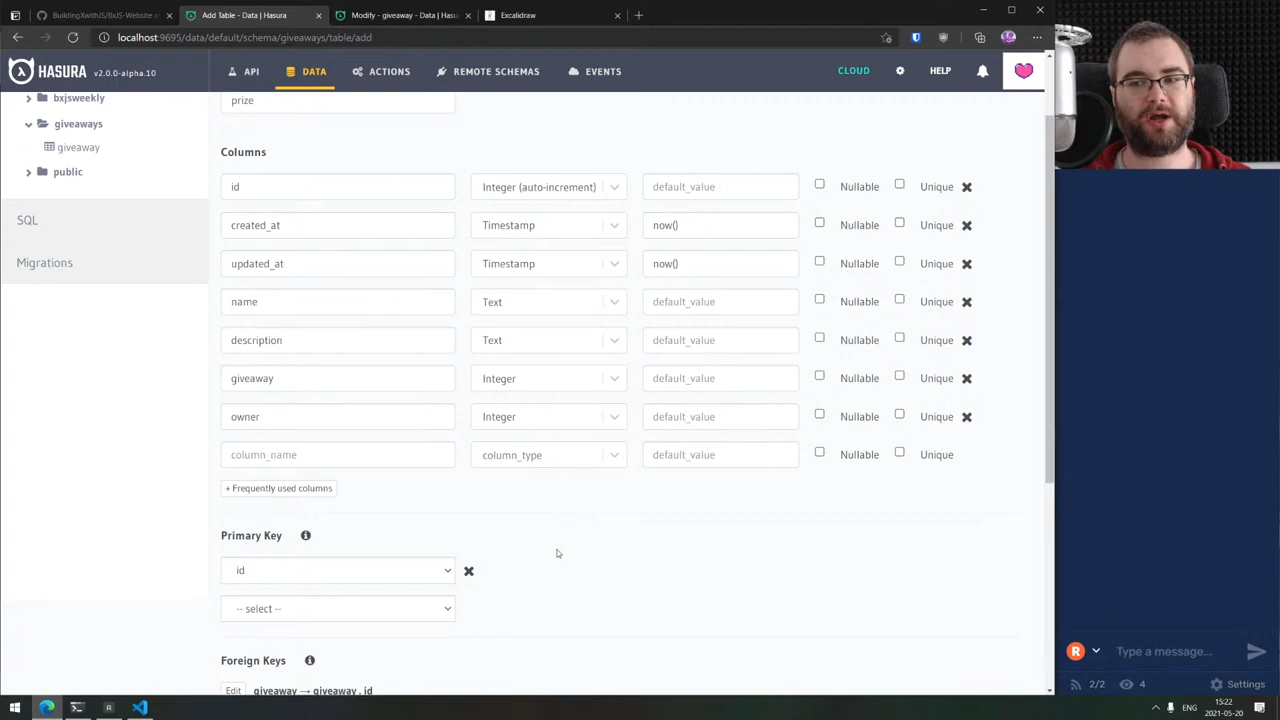 BuildingXwithJS/BxJS-Website
Add Table - Data | Hasura
Modify - giveaway - Data | Hasura
Excalidraw
localhost:9695/data/default/schema/giveaways/table/add
HASURA v2.0.0-alpha.10
API
DATA
ACTIONS
REMOTE SCHEMAS
EVENTS
CLOUD
HELP
bxjsweekly
giveaways
giveaway
public
SQL
Migrations
prize
Columns
id Integer (auto-increment) default_value Nullable Unique
created_at Timestamp now() Nullable Unique
updated_at Timestamp now() Nullable Unique
name Text default_value Nullable Unique
description Text default_value Nullable Unique
giveaway Integer default_value Nullable Unique
owner Integer default_value Nullable Unique
column_name column_type default_value Nullable Unique
+ Frequently used columns
Primary Key
id
-- select --
Foreign Keys
Edit giveaway → giveaway . id
R Type a message...
2/2 4 Settings
ENG 15:22
2021-05-20